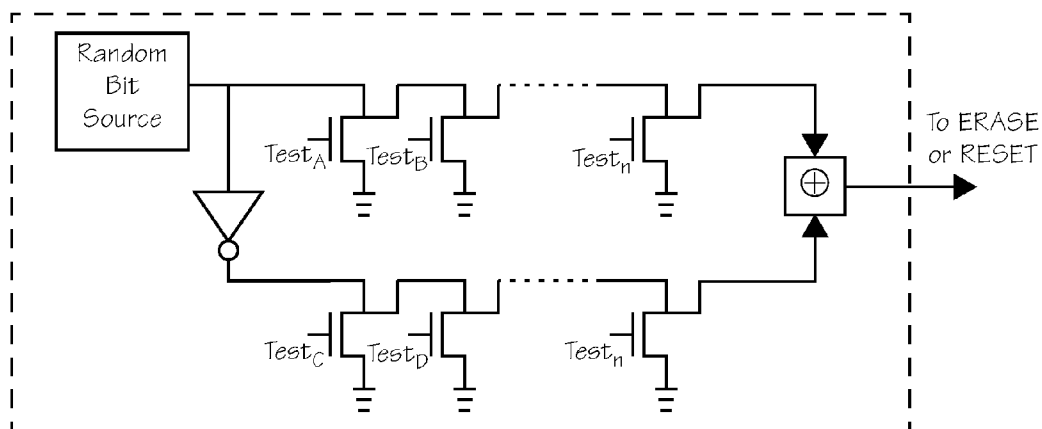 Random
Bit
Source
To ERASE
or RESET
Test_A
Test_B
Test_n
Test_C
Test_D
Test_n